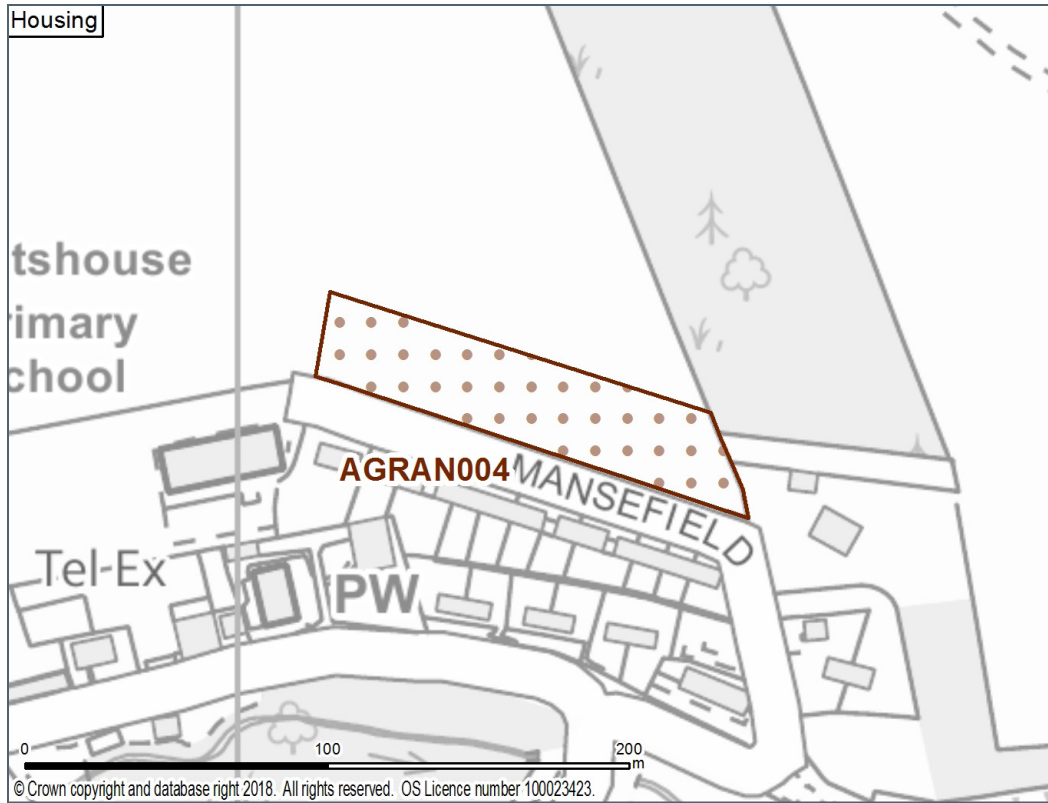 Housing
tshouse
rimary
chool
AGRAN004
MANSEFIELD
Tel Ex
PW
0 100 200
m
© Crown copyright and database right 2018. All rights reserved. OS Licence number 100023423.